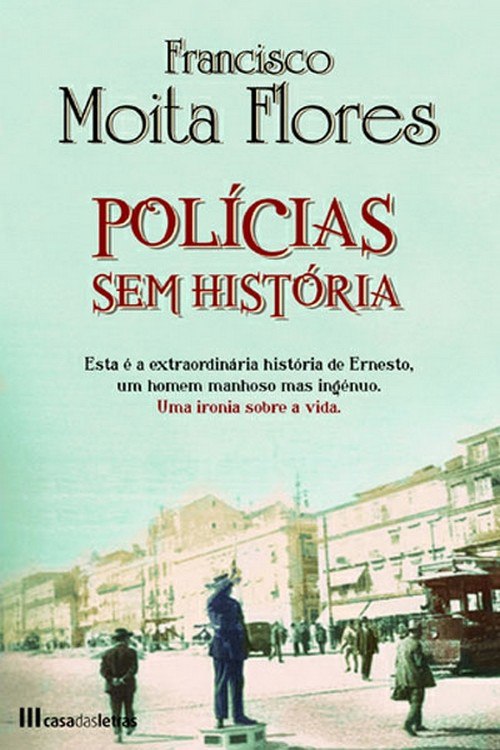 Francisco
Moita Flores
POLÍCIAS
SEM HISTÓRIA
Esta é a extraordinária história de Ernesto,
um homem manhoso mas ingénuo.
Uma ironia sobre a vida.
casadasletras